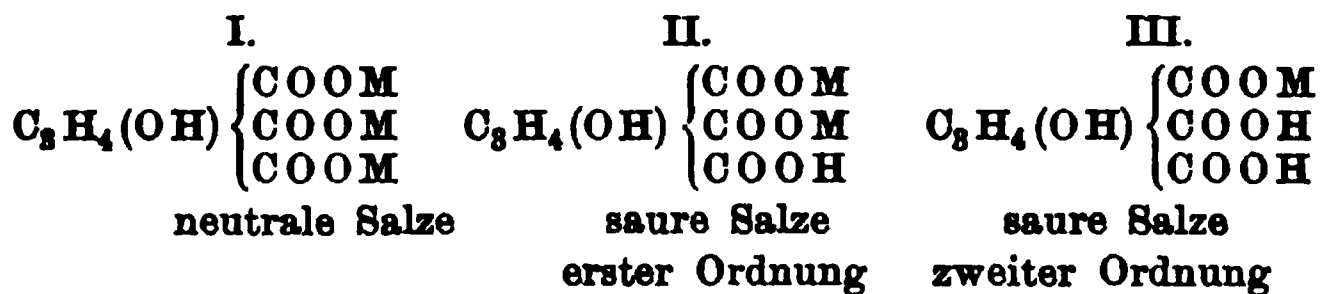 I. II. III.
COOM COOM COOM
C₃H₄(OH) COOM C₃H₄(OH) COOM C₃H₄(OH) COOH
COOM COOH COOH
neutrale Salze saure Salze saure Salze
erster Ordnung zweiter Ordnung